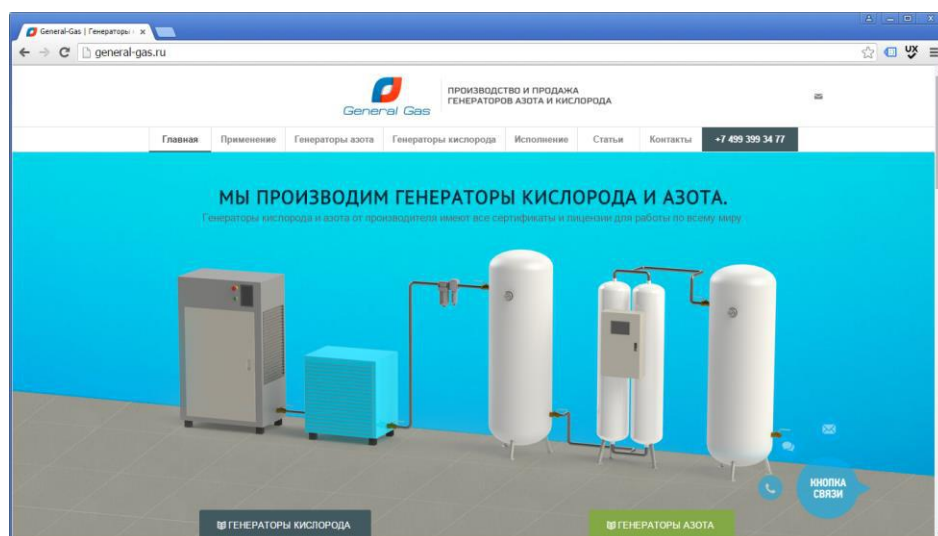 General-Gas | Генераторы
general-gas.ru
UX
General Gas
ПРОИЗВОДСТВО И ПРОДАЖА
ГЕНЕРАТОРОВ АЗОТА И КИСЛОРОДА
Главная Применение Генераторы азота Генераторы кислорода Исполнение Статьи Контакты +7 499 399 34 77
МЫ ПРОИЗВОДИМ ГЕНЕРАТОРЫ КИСЛОРОДА И АЗОТА.
Генераторы кислорода и азота от производителя имеют все сертификаты и лицензии для работы по всему миру
КНОПКА
СВЯЗИ
ГЕНЕРАТОРЫ КИСЛОРОДА
ГЕНЕРАТОРЫ АЗОТА